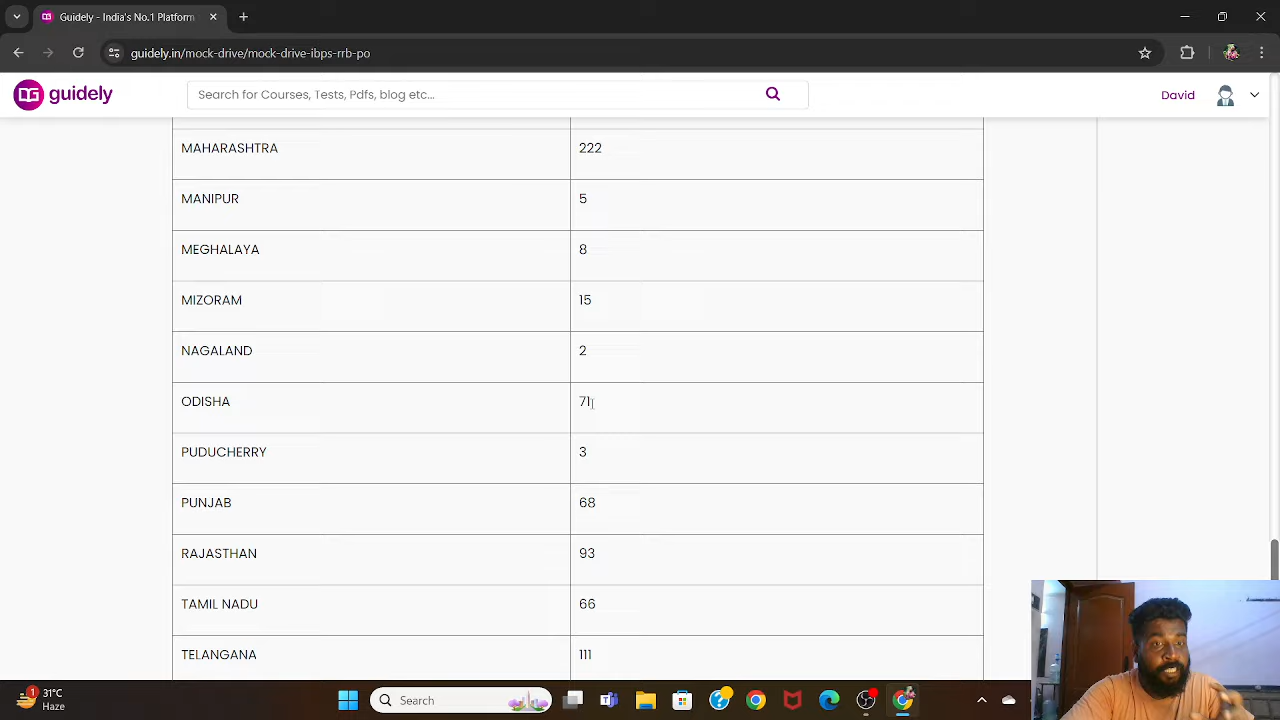 Guidely - India's No.1 Platform
guidely.in/mock-drive/mock-drive-ibps-rrb-po
guidely
Search for Courses, Tests, Pdfs, blog etc...
David
MAHARASHTRA 222
MANIPUR 5
MEGHALAYA 8
MIZORAM 15
NAGALAND 2
ODISHA 71
PUDUCHERRY 3
PUNJAB 68
RAJASTHAN 93
TAMIL NADU 66
TELANGANA 111
1
31°C
Haze
Search